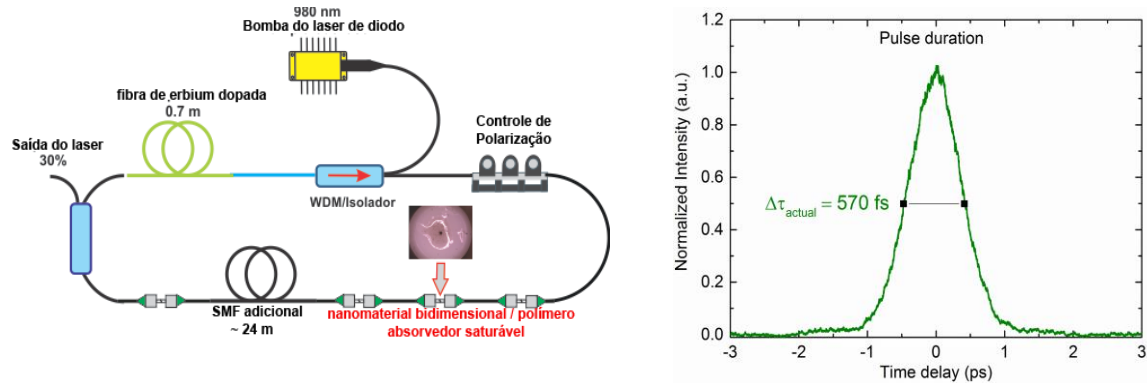 980 nm
Bomba do laser de diodo
fibra de erbium dopada
0.7 m
Controle de
Polarização
Saída do laser
30%
WDM/Isolador
SMF adicional
~ 24 m
nanomaterial bidimensional / polímero
absorvedor saturável
Pulse duration
Normalized Intensity (a.u.)
1.2
1.0
0.8
0.6
0.4
0.2
0.0
Δτactual = 570 fs
-3 -2 -1 0 1 2 3
Time delay (ps)